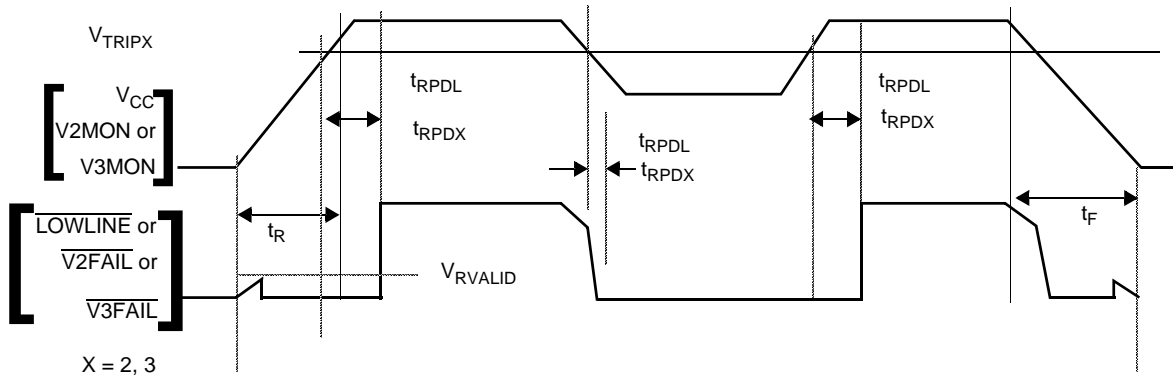 VTRIPX
VCC
V2MON or
V3MON
tRPDL
tRPDX
tRPDL
tRPDX
tRPDL
tRPDX
LOWLINE or
V2FAIL or
V3FAIL
tR
VRVALID
tF
X = 2, 3